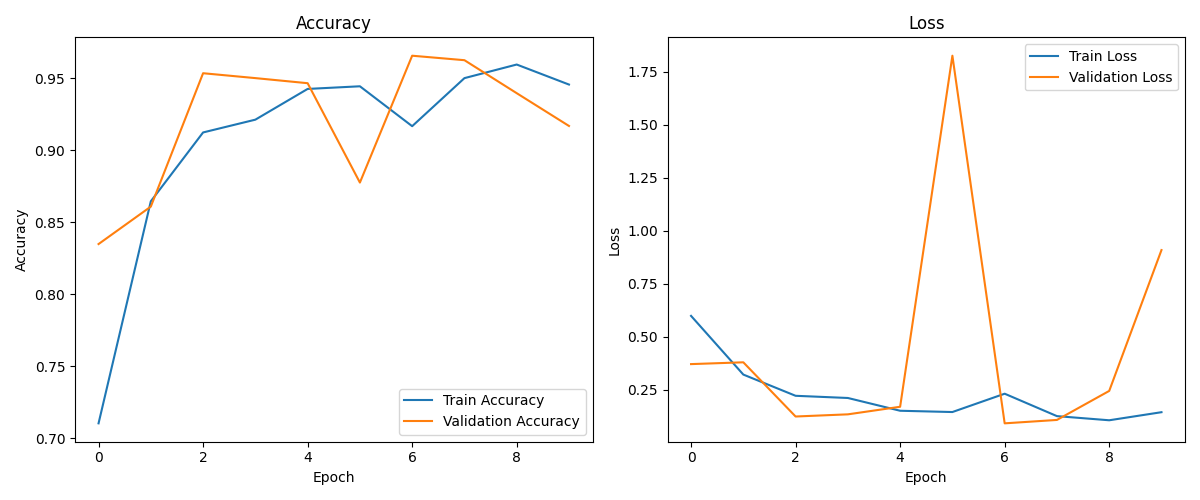 Accuracy
0.95
0.90
0.85
0.80
0.75
0.70
Accuracy
0 2 4 6 8
Epoch
Train Accuracy
Validation Accuracy
Loss
1.75
1.50
1.25
1.00
0.75
0.50
0.25
Loss
0 2 4 6 8
Epoch
Train Loss
Validation Loss